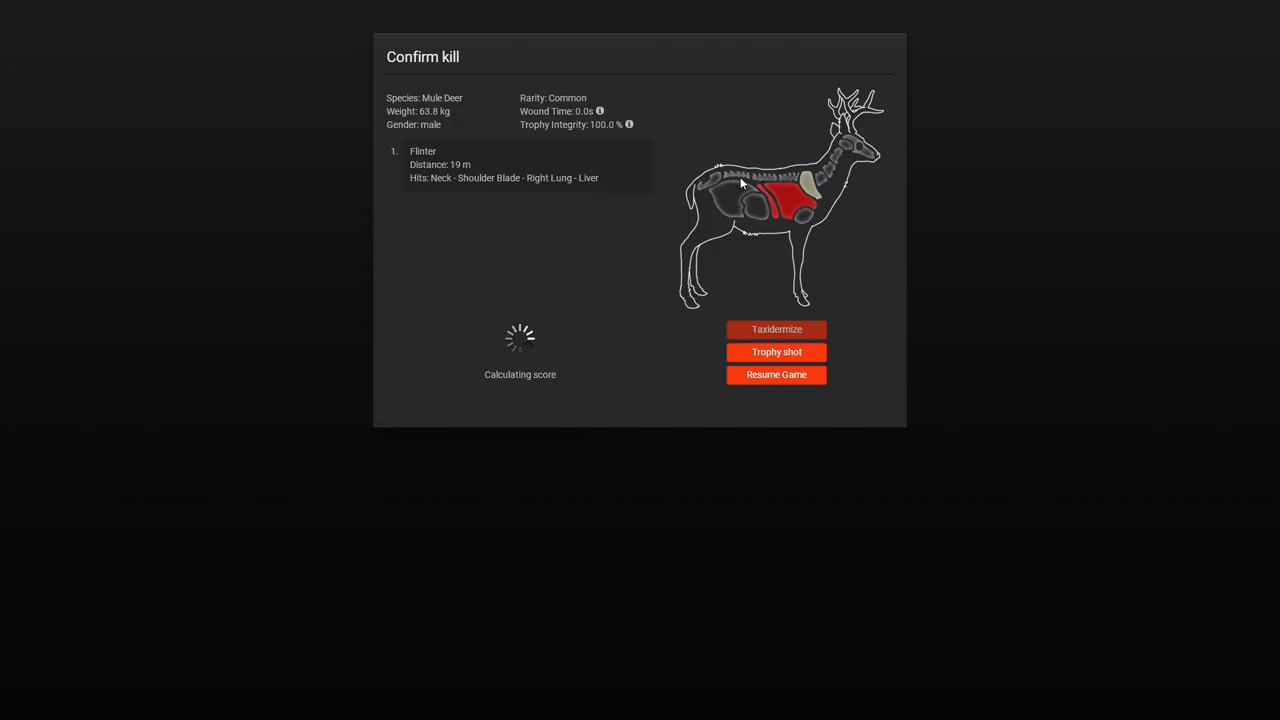 Confirm kill
Species: Mule Deer
Weight: 63.8 kg
Gender: male
Rarity: Common
Wound Time: 0.0s
Trophy Integrity: 100.0 %
1.
Flinter
Distance: 19 m
Hits: Neck - Shoulder Blade - Right Lung - Liver
Calculating score
Taxidermize
Trophy shot
Resume Game